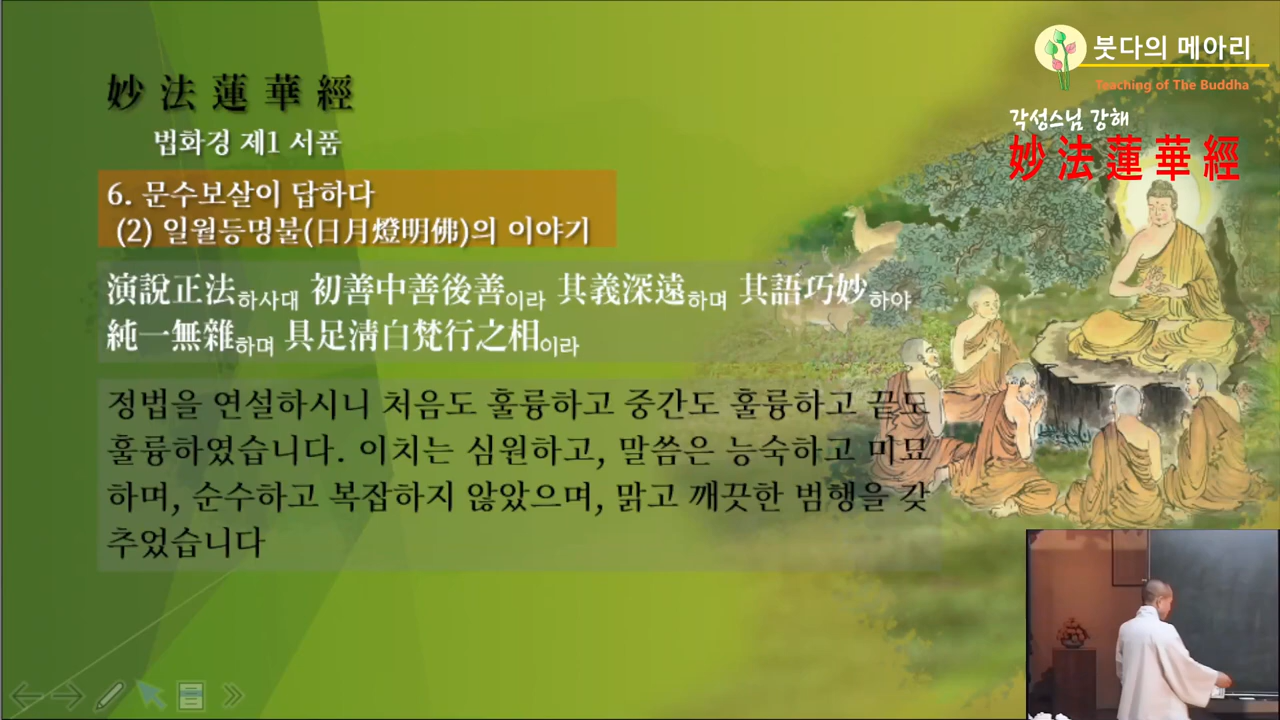 妙法蓮華經
법화경 제1 서품
6. 문수보살이 답하다
(2) 일월등명불(日月燈明佛)의 이야기
演說正法하사대 初善中善後善이라 其義深遠하며 其語巧妙하야
純一無雜하며 具足淸白梵行之相이라
정법을 연설하시니 처음도 훌륭하고 중간도 훌륭하고 끝도
훌륭하였습니다. 이치는 심원하고, 말씀은 능숙하고 미묘
하며, 순수하고 복잡하지 않았으며, 맑고 깨끗한 범행을 갖
추었습니다
붓다의 메아리
Teaching of The Buddha
각성스님 강해
妙法蓮華經